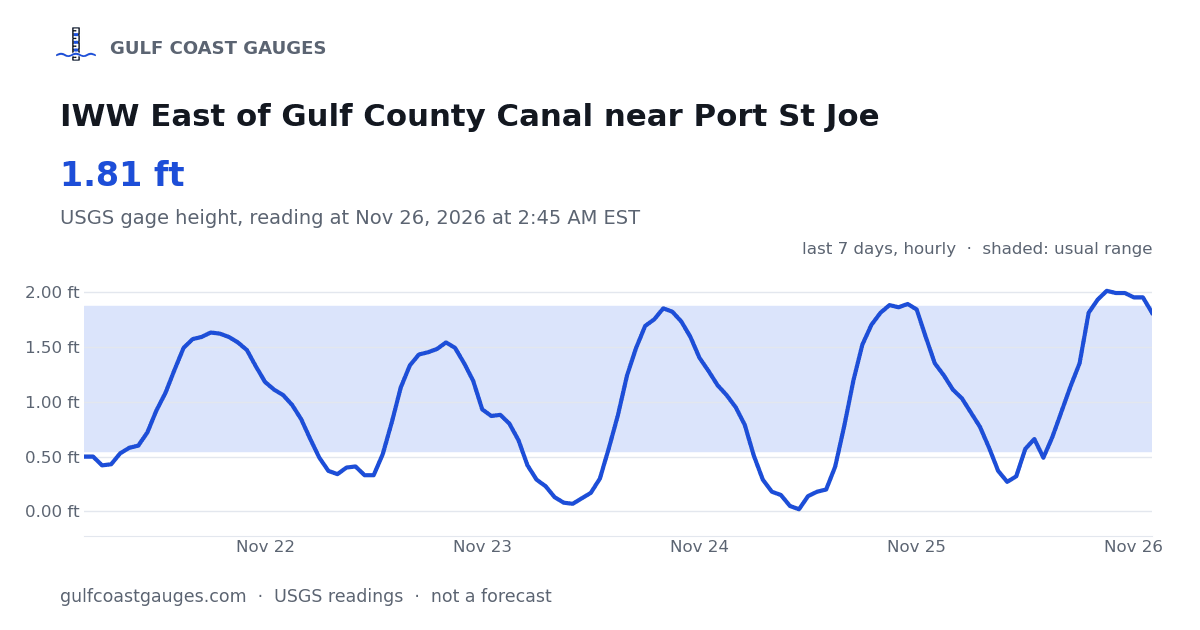 GULF COAST GAUGES
IWW East of Gulf County Canal near Port St Joe
1.81 ft
USGS gage height, reading at Nov 26, 2026 at 2:45 AM EST
last 7 days, hourly · shaded: usual range
2.00 ft
1.50 ft
1.00 ft
0.50 ft
0.00 ft
Nov 22 Nov 23 Nov 24 Nov 25 Nov 26
gulfcoastgauges.com · USGS readings · not a forecast